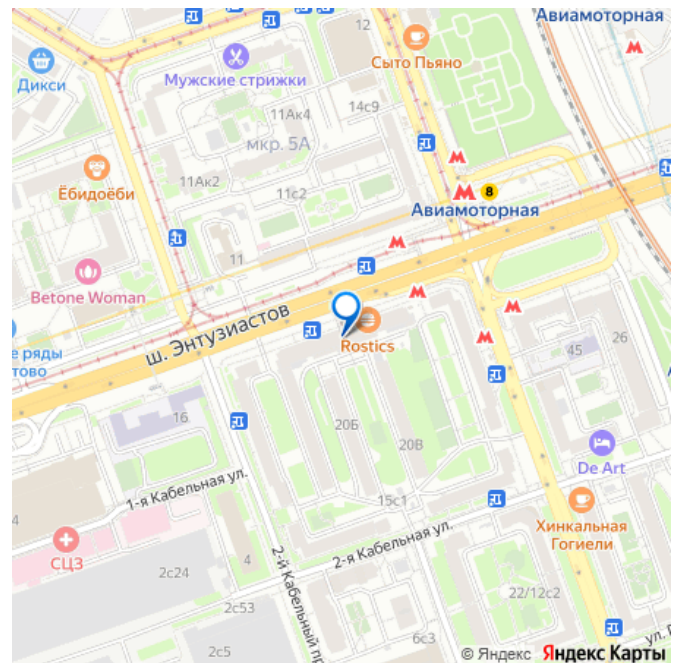 Авиамоторная
12
Сыто Пьяно
Дикси
Мужские стрижки
11Ак4
14с9
мкр. 5А
Ёбидоёби
11Ак2
11с2
8
Авиамоторная
11
Betone Woman
ш. Энтузиастов
Rostics
е ряды
тово
26
45
16
20Б
20В
De Art
1-я Кабельная ул.
15с1
4
Хинкальная
Гогиели
СЦЗ
2-я Кабельная ул.
4
2с24
2-й Кабельный пр
22/12с2
2с53
6с3
ул. Г
2с5
© Яндекс Яндекс Карты